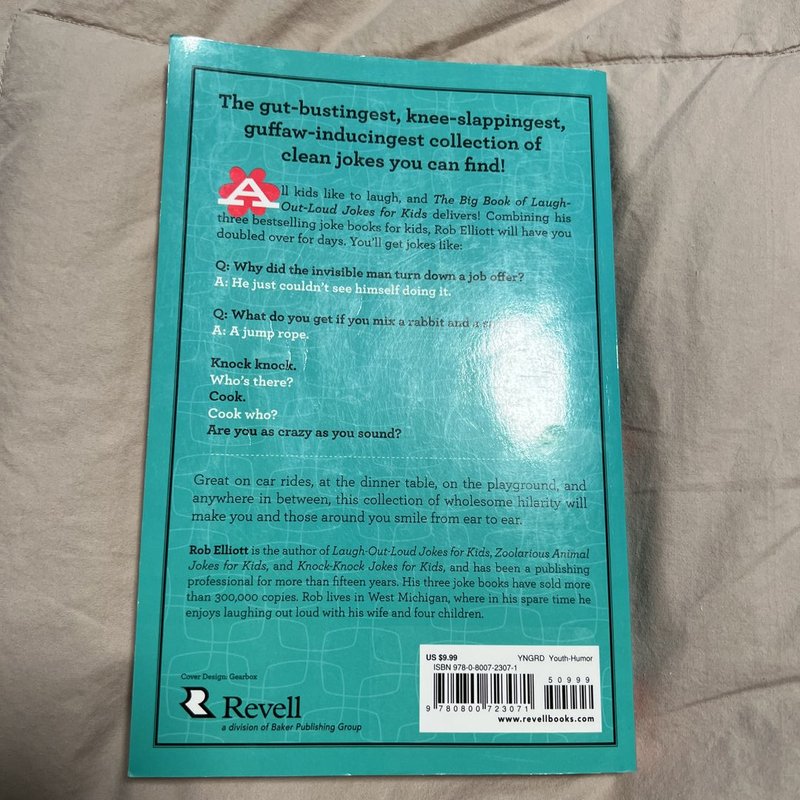 The gut-bustingest, knee-slappingest,
guffaw-inducingest collection of
clean jokes you can find!
All kids like to laugh, and The Big Book of Laugh-
Out-Loud Jokes for Kids delivers! Combining his
three bestselling joke books for kids, Rob Elliott will have you
doubled over for days. You'll get jokes like:
Q: Why did the invisible man turn down a job offer?
A: He just couldn't see himself doing it.
Q: What do you get if you mix a rabbit and a
A: A jump rope.
Knock knock.
Who's there?
Cook.
Cook who?
Are you as crazy as you sound?
Great on car rides, at the dinner table, on the playground, and
anywhere in between, this collection of wholesome hilarity will
make you and those around you smile from ear to ear.
Rob Elliott is the author of Laugh-Out-Loud Jokes for Kids, Zoolarious Animal
Jokes for Kids, and Knock-Knock Jokes for Kids, and has been a publishing
professional for more than fifteen years. His three joke books have sold more
than 300,000 copies. Rob lives in West Michigan, where in his spare time he
enjoys laughing out loud with his wife and four children.
Cover Design: Gearbox
Revell
a division of Baker Publishing Group
US $9.99 YNGRD Youth-Humor
ISBN 978-0-8007-2307-1
50999
9 780800 723071
www.revellbooks.com